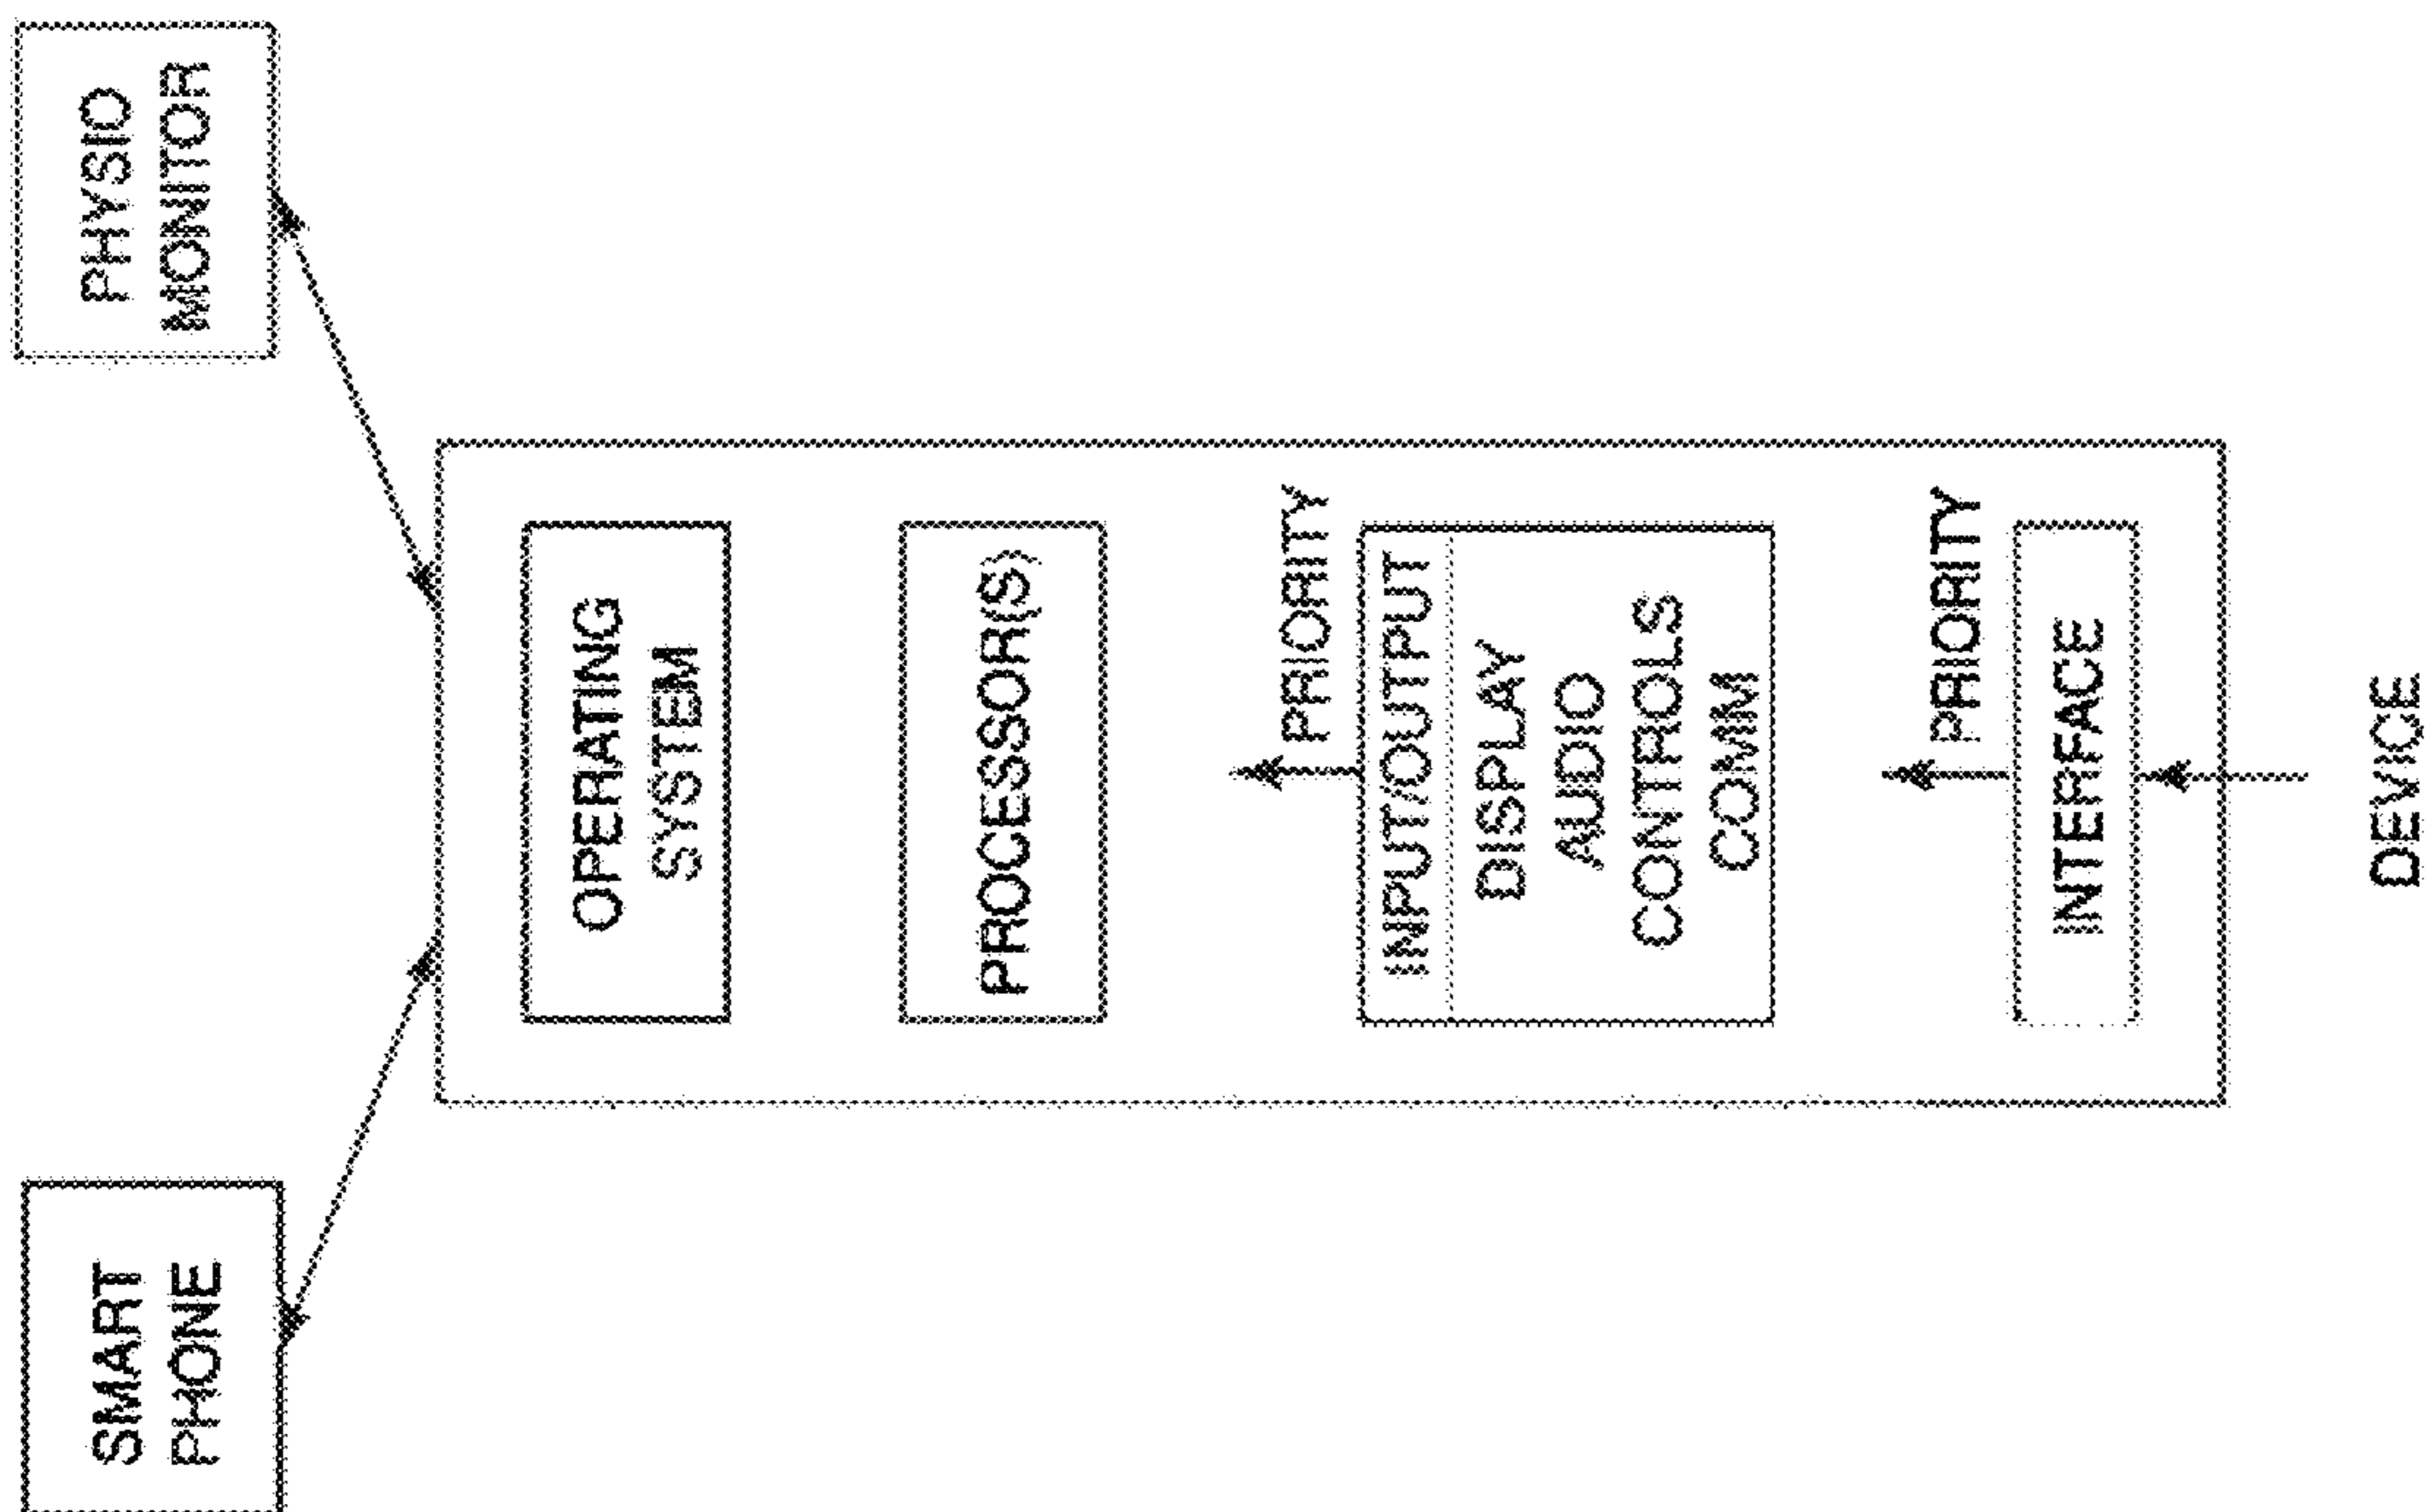 SMART
PHONE
PHYSIO
MONITOR
OPERATING
SYSTEM
PROCESSOR(S)
PRIORITY
INPUT/OUTPUT
DISPLAY
AUDIO
CONTROLS
COMM
PRIORITY
INTERFACE
DEVICE